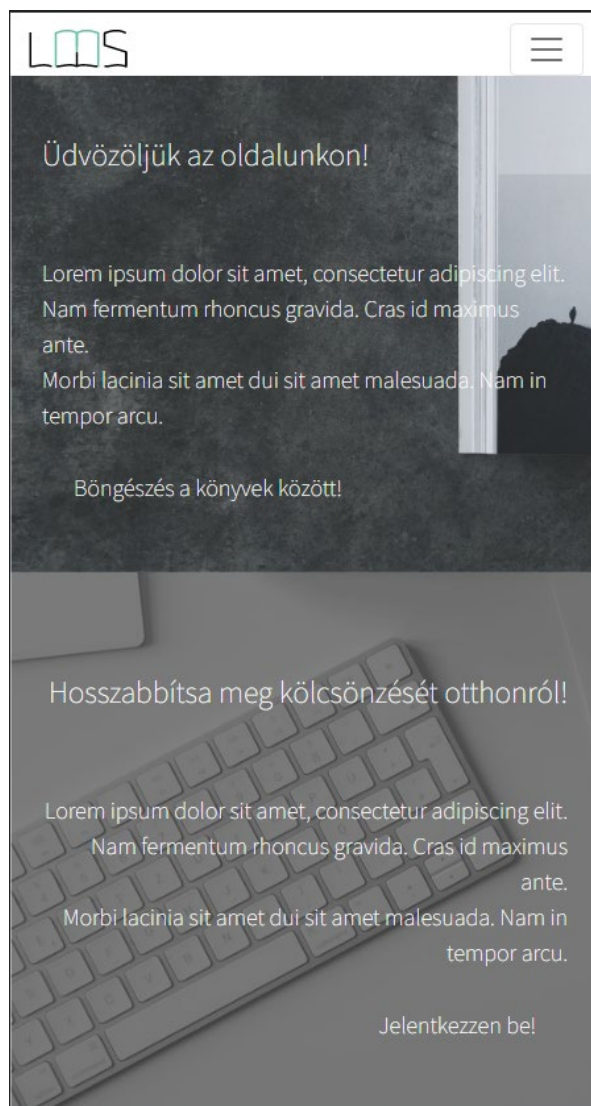 LMS
Üdvözöljük az oldalunkon!
Lorem ipsum dolor sit amet, consectetur adipiscing elit.
Nam fermentum rhoncus gravida. Cras id maximus
ante.
Morbi lacinia sit amet dui sit amet malesuada. Nam in
tempor arcu.
Böngészés a könyvek között!
Hosszabbítsa meg kölcsönzését otthonról!
Lorem ipsum dolor sit amet, consectetur adipiscing elit.
Nam fermentum rhoncus gravida. Cras id maximus
ante.
Morbi lacinia sit amet dui sit amet malesuada. Nam in
tempor arcu.
Jelentkezzen be!